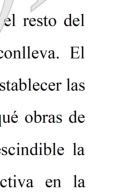 el resto del
conlleva. El
stablecer las
qué obras de
escindible la
ctiva en la